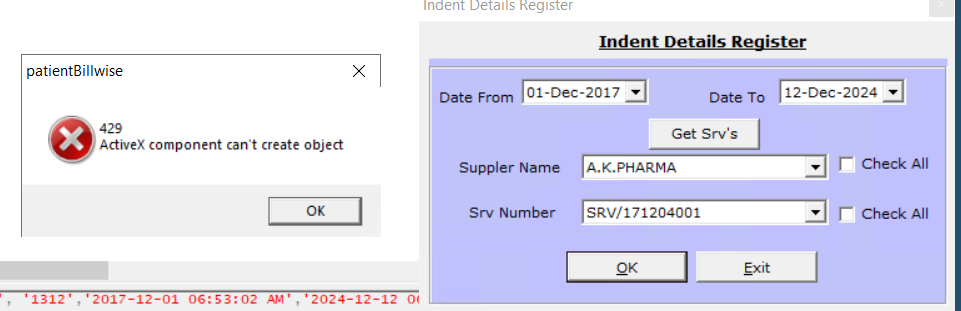 Indent Details Register
patientBillwise
429
ActiveX component can't create object
OK
Indent Details Register
Date From 01-Dec-2017 Date To 12-Dec-2024
Get Srv's
Suppler Name A.K.PHARMA Check All
Srv Number SRV/171204001 Check All
OK Exit
', '1312','2017-12-01 06:53:02 AM','2024-12-12 0